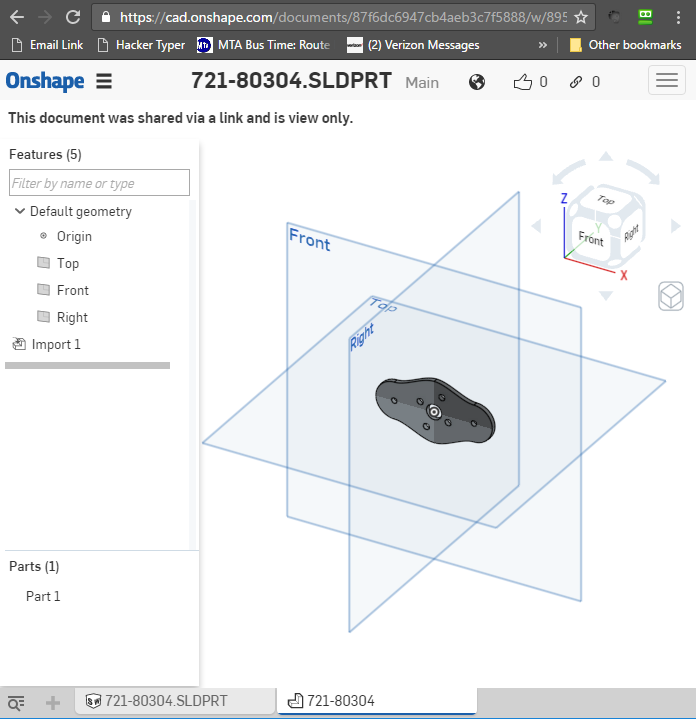 https://cad.onshape.com/documents/87f6dc6947cb4aeb3c7f5888/w/895
Email Link
Hacker Typer
MTA Bus Time: Route
(2) Verizon Messages
»
Other bookmarks
Onshape
721-80304.SLDPRT
Main
0
0
This document was shared via a link and is view only.
Features (5)
Filter by name or type
Default geometry
Origin
Top
Front
Right
Import 1
Front
Top
Right
Z
Top
Y
Front
Right
X
Parts (1)
Part 1
721-80304.SLDPRT
721-80304